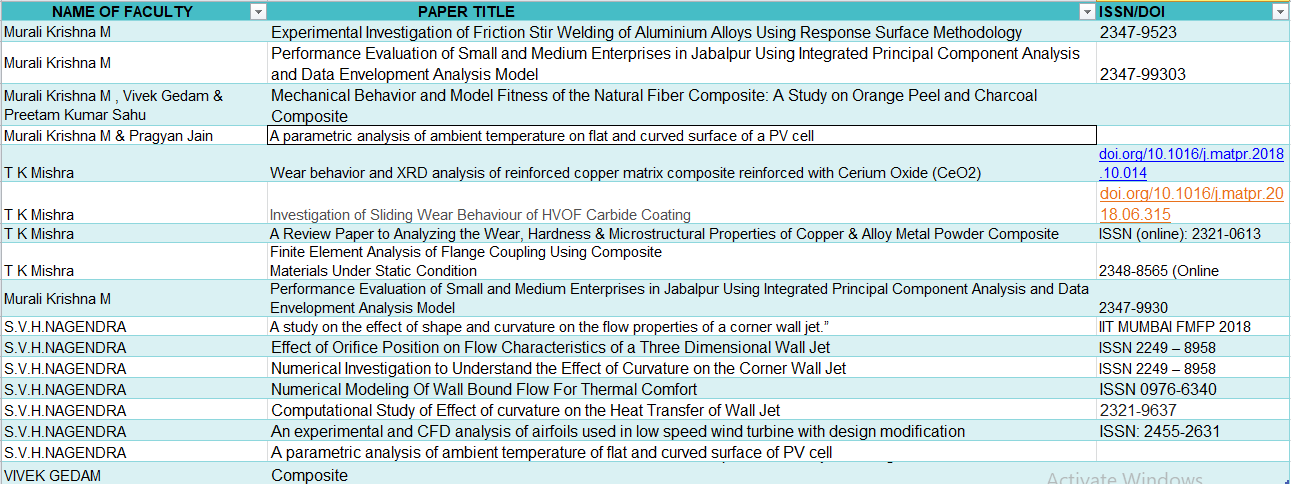 NAME OF FACULTY PAPER TITLE ISSN/DOI
Murali Krishna M Experimental Investigation of Friction Stir Welding of Aluminium Alloys Using Response Surface Methodology 2347-9523
Performance Evaluation of Small and Medium Enterprises in Jabalpur Using Integrated Principal Component Analysis
Murali Krishna M and Data Envelopment Analysis Model 2347-99303
Murali Krishna M , Vivek Gedam & Mechanical Behavior and Model Fitness of the Natural Fiber Composite: A Study on Orange Peel and Charcoal
Preetam Kumar Sahu Composite
Murali Krishna M & Pragyan Jain A parametric analysis of ambient temperature on flat and curved surface of a PV cell
doi.org/10.1016/j.matpr.2018
T K Mishra Wear behavior and XRD analysis of reinforced copper matrix composite reinforced with Cerium Oxide (CeO2) .10.014
doi.org/10.1016/j.matpr.20
T K Mishra Investigation of Sliding Wear Behaviour of HVOF Carbide Coating 18.06.315
T K Mishra A Review Paper to Analyzing the Wear, Hardness & Microstructural Properties of Copper & Alloy Metal Powder Composite ISSN (online): 2321-0613
Finite Element Analysis of Flange Coupling Using Composite
T K Mishra Materials Under Static Condition 2348-8565 (Online
Performance Evaluation of Small and Medium Enterprises in Jabalpur Using Integrated Principal Component Analysis and Data
Murali Krishna M Envelopment Analysis Model 2347-9930
S.V.H.NAGENDRA A study on the effect of shape and curvature on the flow properties of a corner wall jet.” IIT MUMBAI FMFP 2018
S.V.H.NAGENDRA Effect of Orifice Position on Flow Characteristics of a Three Dimensional Wall Jet ISSN 2249 – 8958
S.V.H.NAGENDRA Numerical Investigation to Understand the Effect of Curvature on the Corner Wall Jet ISSN 2249 – 8958
S.V.H.NAGENDRA Numerical Modeling Of Wall Bound Flow For Thermal Comfort ISSN 0976-6340
S.V.H.NAGENDRA Computational Study of Effect of curvature on the Heat Transfer of Wall Jet 2321-9637
S.V.H.NAGENDRA An experimental and CFD analysis of airfoils used in low speed wind turbine with design modification ISSN: 2455-2631
S.V.H.NAGENDRA A parametric analysis of ambient temperature of flat and curved surface of PV cell
VIVEK GEDAM Composite
Activate Windows